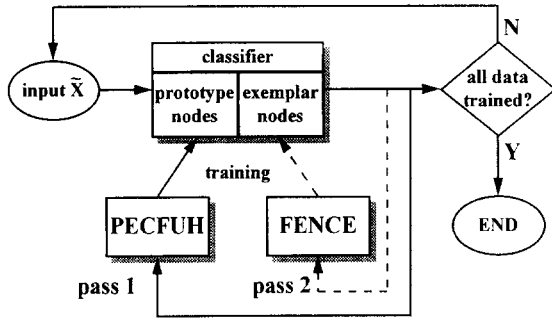 N
classifier
input X̃
prototype nodes
exemplar nodes
all data trained?
training
Y
PECFUH
FENCE
END
pass 1
pass 2